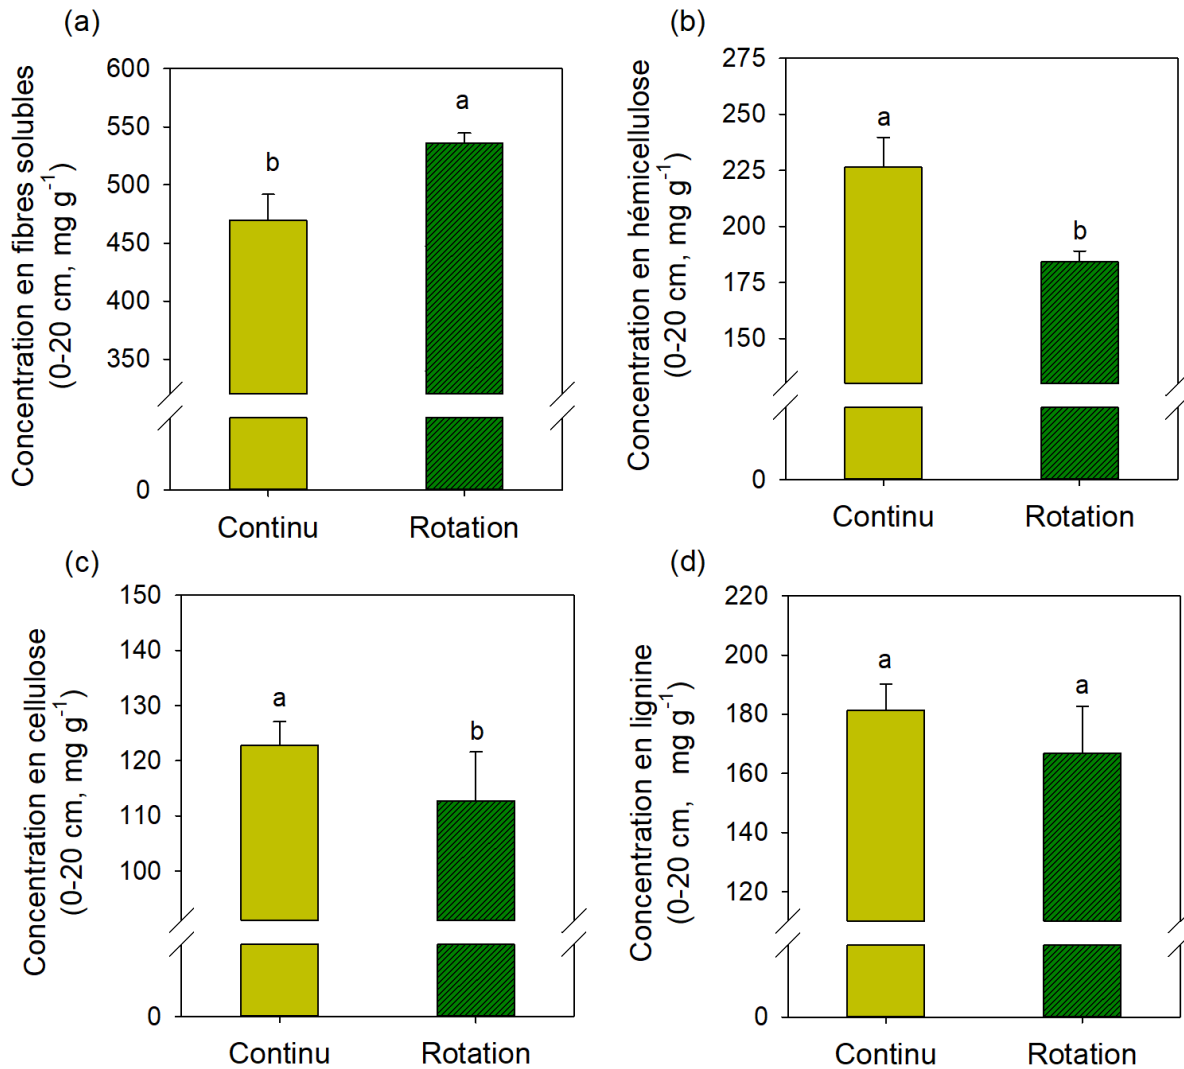 (a)
Concentration en fibres solubles
(0-20 cm, mg g⁻¹)
600
550
500
450
400
350
0
b
a
Continu
Rotation
(b)
Concentration en hémicellulose
(0-20 cm, mg g⁻¹)
275
250
225
200
175
150
0
a
b
Continu
Rotation
(c)
Concentration en cellulose
(0-20 cm, mg g⁻¹)
150
140
130
120
110
100
0
a
b
Continu
Rotation
(d)
Concentration en lignine
(0-20 cm, mg g⁻¹)
220
200
180
160
140
120
0
a
a
Continu
Rotation